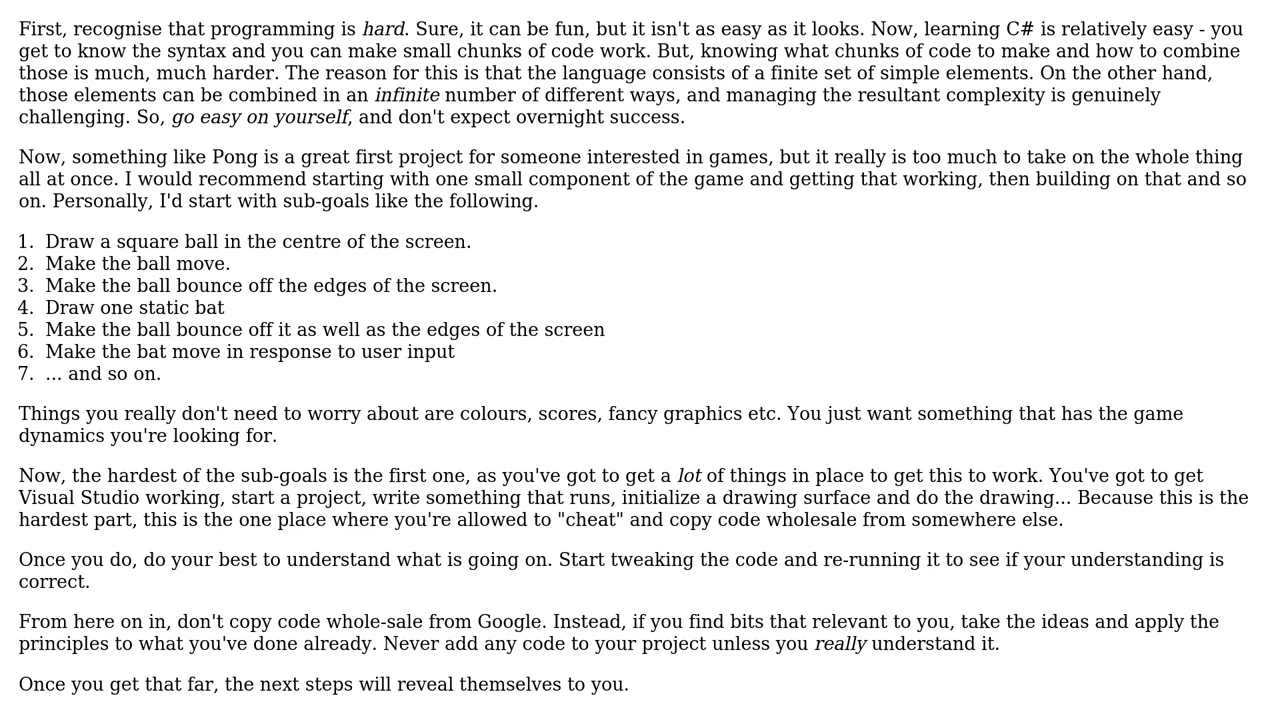 First, recognise that programming is hard. Sure, it can be fun, but it isn't as easy as it looks. Now, learning C# is relatively easy - you
get to know the syntax and you can make small chunks of code work. But, knowing what chunks of code to make and how to combine
those is much, much harder. The reason for this is that the language consists of a finite set of simple elements. On the other hand,
those elements can be combined in an infinite number of different ways, and managing the resultant complexity is genuinely
challenging. So, go easy on yourself, and don't expect overnight success.
Now, something like Pong is a great first project for someone interested in games, but it really is too much to take on the whole thing
all at once. I would recommend starting with one small component of the game and getting that working, then building on that and so
on. Personally, I'd start with sub-goals like the following.
1. Draw a square ball in the centre of the screen.
2. Make the ball move.
3. Make the ball bounce off the edges of the screen.
4. Draw one static bat
5. Make the ball bounce off it as well as the edges of the screen
6. Make the bat move in response to user input
7. ... and so on.
Things you really don't need to worry about are colours, scores, fancy graphics etc. You just want something that has the game
dynamics you're looking for.
Now, the hardest of the sub-goals is the first one, as you've got to get a lot of things in place to get this to work. You've got to get
Visual Studio working, start a project, write something that runs, initialize a drawing surface and do the drawing... Because this is the
hardest part, this is the one place where you're allowed to "cheat" and copy code wholesale from somewhere else.
Once you do, do your best to understand what is going on. Start tweaking the code and re-running it to see if your understanding is
correct.
From here on in, don't copy code whole-sale from Google. Instead, if you find bits that relevant to you, take the ideas and apply the
principles to what you've done already. Never add any code to your project unless you really understand it.
Once you get that far, the next steps will reveal themselves to you.